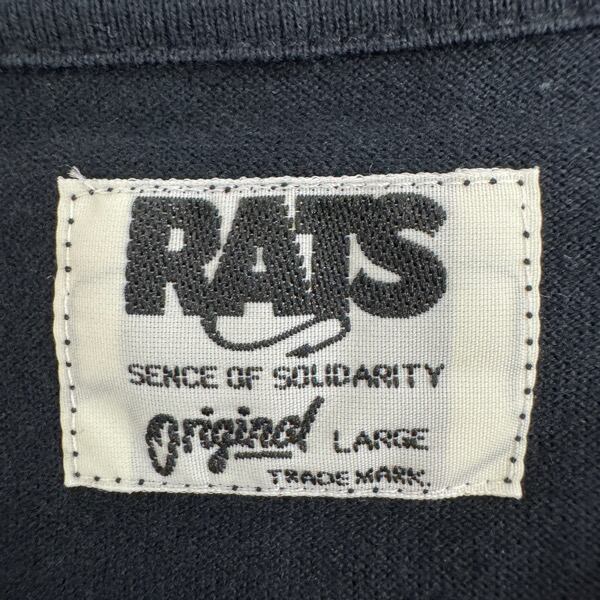 RATS
SENCE OF SOLIDARITY
Original LARGE
TRADE MARK.